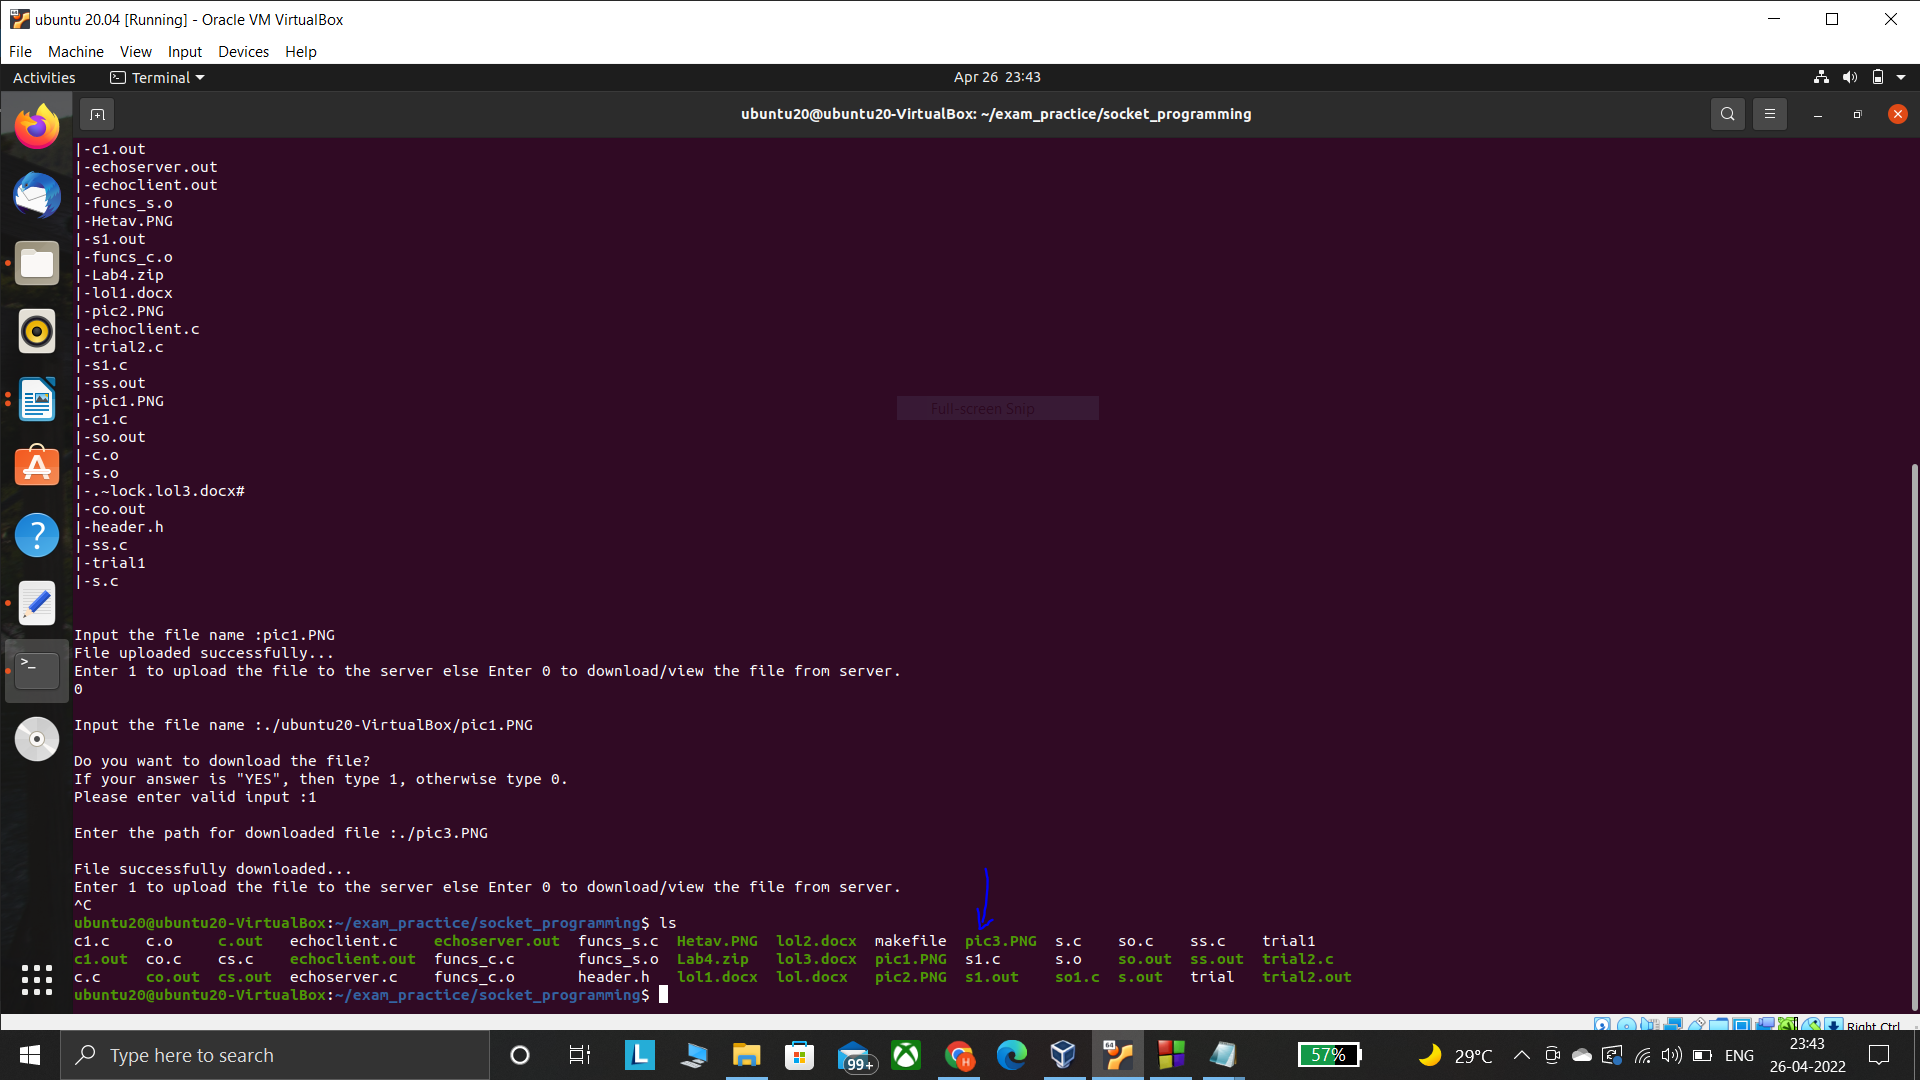 ubuntu 20.04 [Running] - Oracle VM VirtualBox
File Machine View Input Devices Help
Activities Terminal Apr 26 23:43
ubuntu20@ubuntu20-VirtualBox: ~/exam_practice/socket_programming
|-c1.out
|-echoserver.out
|-echoclient.out
|-funcs_s.o
|-Hetav.PNG
|-s1.out
|-funcs_c.o
|-Lab4.zip
|-lol1.docx
|-pic2.PNG
|-echoclient.c
|-trial2.c
|-s1.c
|-ss.out
|-pic1.PNG
Full-screen Snip
|-c1.c
|-so.out
|-c.o
|-s.o
|-.~lock.lol3.docx#
|-co.out
|-header.h
|-ss.c
|-trial1
|-s.c
Input the file name :pic1.PNG
File uploaded successfully...
Enter 1 to upload the file to the server else Enter 0 to download/view the file from server.
0
Input the file name :./ubuntu20-VirtualBox/pic1.PNG
Do you want to download the file?
If your answer is "YES", then type 1, otherwise type 0.
Please enter valid input :1
Enter the path for downloaded file :./pic3.PNG
File successfully downloaded...
Enter 1 to upload the file to the server else Enter 0 to download/view the file from server.
^C
ubuntu20@ubuntu20-VirtualBox:~/exam_practice/socket_programming$ ls
c1.c c.o c.out echoclient.c echoserver.out funcs_s.c Hetav.PNG lol2.docx makefile pic3.PNG s.c so.c ss.c trial1
c1.out co.c cs.c echoclient.out funcs_c.c funcs_s.o Lab4.zip lol3.docx pic1.PNG s1.c s.o so.out ss.out trial2.c
c.c co.out cs.out echoserver.c funcs_c.o header.h lol1.docx lol.docx pic2.PNG s1.out so1.c s.out trial trial2.out
ubuntu20@ubuntu20-VirtualBox:~/exam_practice/socket_programming$
Right Ctrl
Type here to search L 99+ H 64 57% 29°C ENG 23:43
26-04-2022